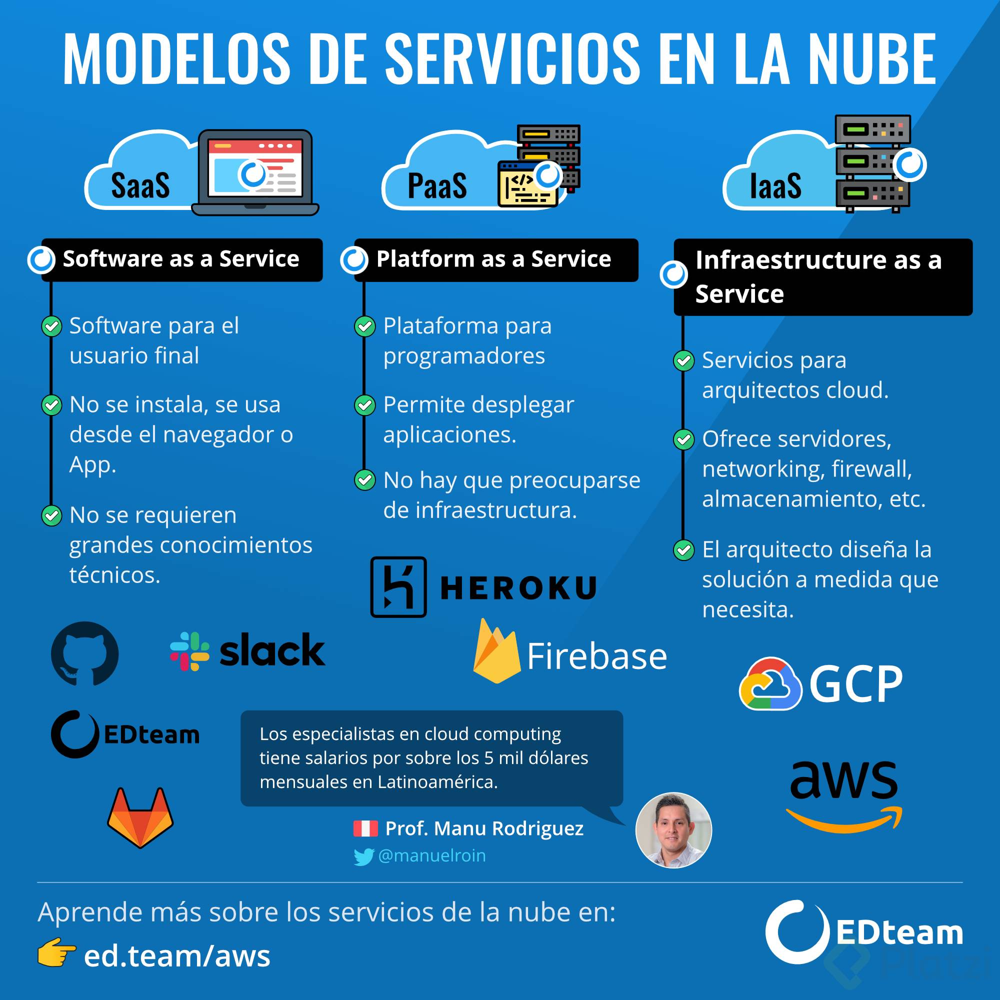 MODELOS DE SERVICIOS EN LA NUBE
SaaS
Software as a Service
Software para el
usuario final
No se instala, se usa
desde el navegador o
App.
No se requieren
grandes conocimientos
técnicos.
slack
EDteam
PaaS
</>
Platform as a Service
Plataforma para
programadores
Permite desplegar
aplicaciones.
No hay que preocuparse
de infraestructura.
HEROKU
Firebase
IaaS
Infraestructure as a
Service
Servicios para
arquitectos cloud.
Ofrece servidores,
networking, firewall,
almacenamiento, etc.
El arquitecto diseña la
solución a medida que
necesita.
GCP
aws
Los especialistas en cloud computing
tiene salarios por sobre los 5 mil dólares
mensuales en Latinoamérica.
Prof. Manu Rodriguez
@manuelroin
Aprende más sobre los servicios de la nube en:
ed.team/aws
EDteam
Platzi